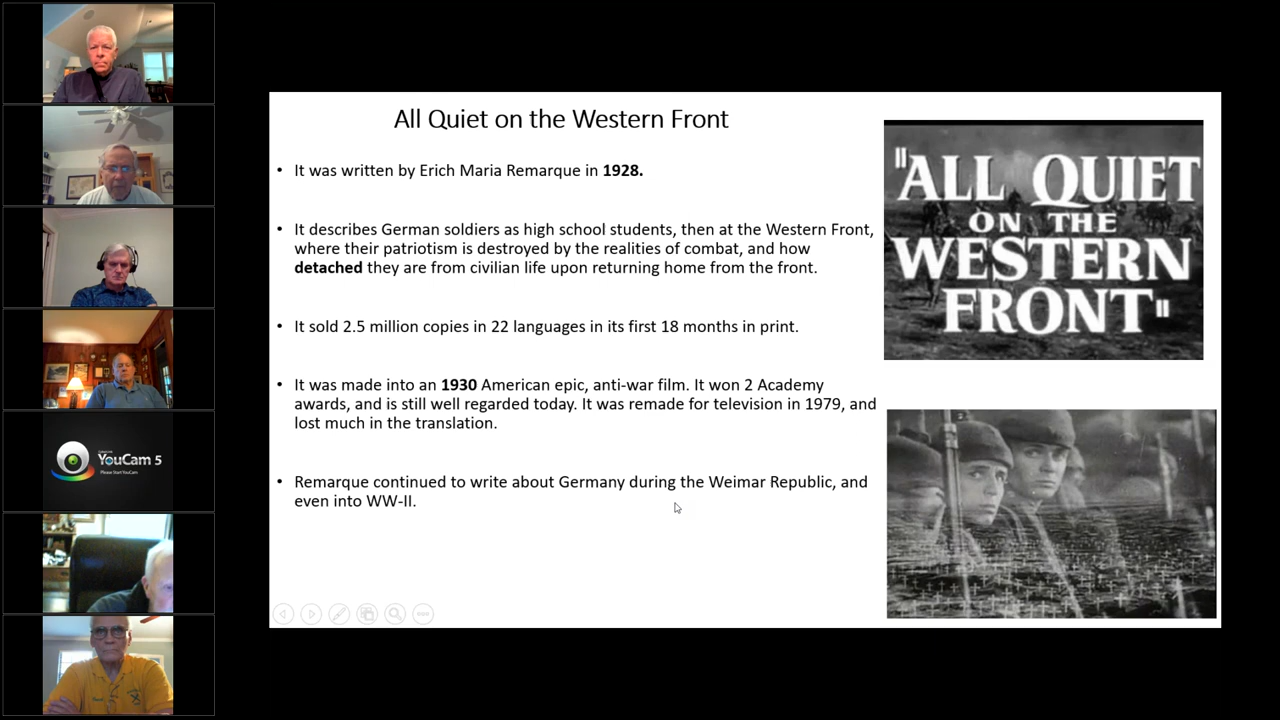 All Quiet on the Western Front
• It was written by Erich Maria Remarque in 1928.
• It describes German soldiers as high school students, then at the Western Front,
where their patriotism is destroyed by the realities of combat, and how
detached they are from civilian life upon returning home from the front.
• It sold 2.5 million copies in 22 languages in its first 18 months in print.
• It was made into an 1930 American epic, anti-war film. It won 2 Academy
awards, and is still well regarded today. It was remade for television in 1979, and
lost much in the translation.
• Remarque continued to write about Germany during the Weimar Republic, and
even into WW-II.
"ALL QUIET
ON THE
WESTERN
FRONT"
YouCam 5
Please Start YouCam